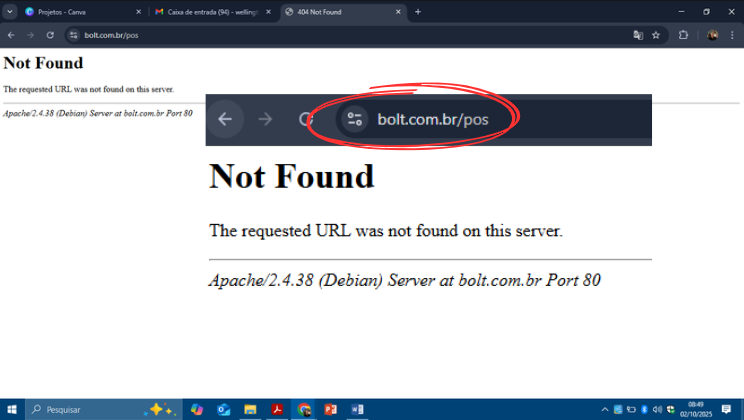 Projetos - Canva
Caixa de entrada (94) - wellingt
404 Not Found
bolt.com.br/pos
Not Found
The requested URL was not found on this server.
Apache/2.4.38 (Debian) Server at bolt.com.br Port 80
bolt.com.br/pos
Not Found
The requested URL was not found on this server.
Apache/2.4.38 (Debian) Server at bolt.com.br Port 80
Pesquisar
08:49
02/10/2025